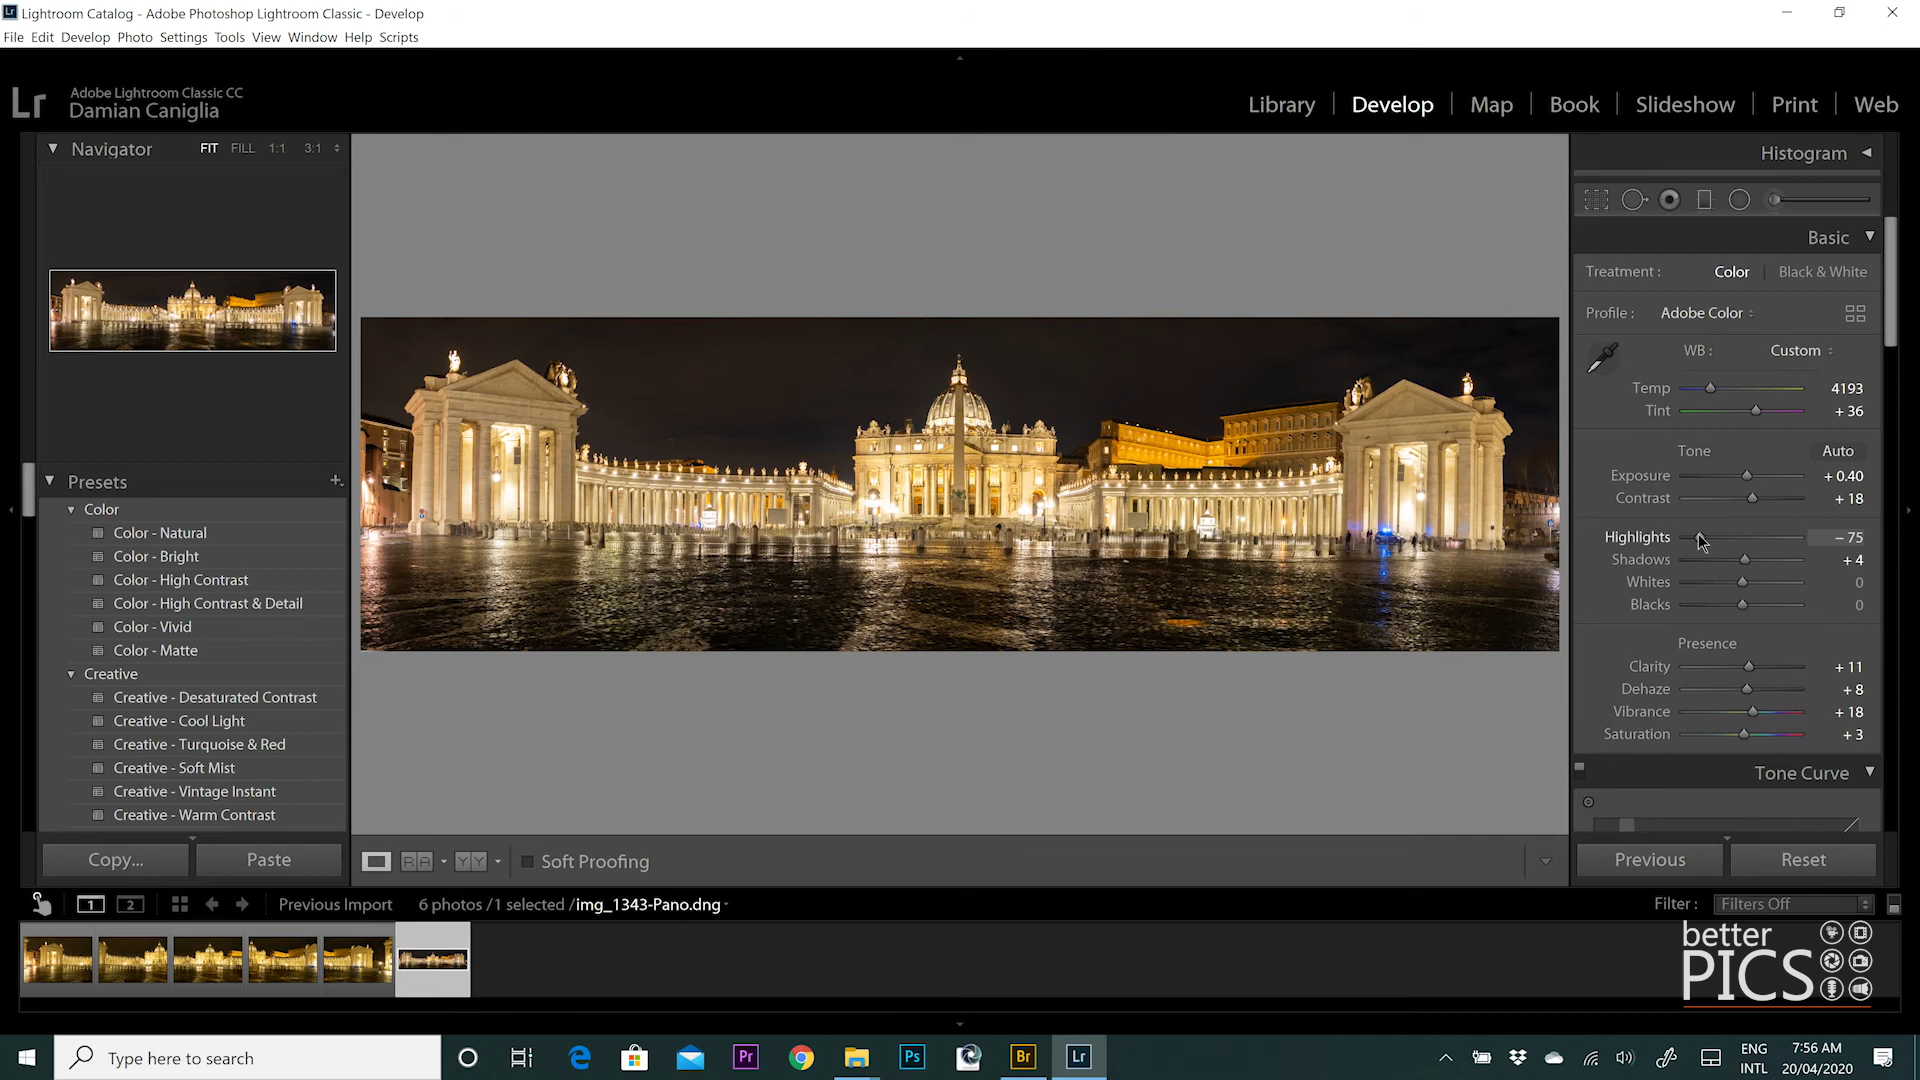 Lightroom Catalog - Adobe Photoshop Lightroom Classic - Develop
File Edit Develop Photo Settings Tools View Window Help Scripts
Lr
Adobe Lightroom Classic CC
Damian Caniglia
Library Develop Map Book Slideshow Print Web
Navigator FIT FILL 1:1 3:1
Histogram
Basic
Treatment : Color Black & White
Profile : Adobe Color
WB : Custom
Temp 4193
Tint + 36
Tone Auto
Exposure + 0.40
Contrast + 18
Highlights – 75
Shadows + 4
Whites 0
Blacks 0
Presence
Clarity + 11
Dehaze + 8
Vibrance + 18
Saturation + 3
Tone Curve
Presets
Color
Color - Natural
Color - Bright
Color - High Contrast
Color - High Contrast & Detail
Color - Vivid
Color - Matte
Creative
Creative - Desaturated Contrast
Creative - Cool Light
Creative - Turquoise & Red
Creative - Soft Mist
Creative - Vintage Instant
Creative - Warm Contrast
Copy... Paste
RA YY Soft Proofing
Previous Reset
1 2 Previous Import 6 photos /1 selected /img_1343-Pano.dng
Filter : Filters Off
better
PICS
Type here to search
Pr Ps Br Lr
ENG
INTL
7:56 AM
20/04/2020